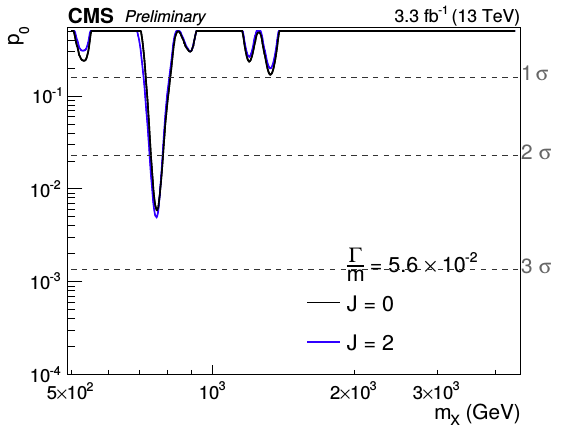 CMS Preliminary 3.3 fb⁻¹ (13 TeV)
p₀
1 σ
10⁻¹
2 σ
10⁻²
Γ/m = 5.6 × 10⁻²
3 σ
10⁻³
J = 0
J = 2
10⁻⁴
5×10² 10³ 2×10³ 3×10³
m_X (GeV)